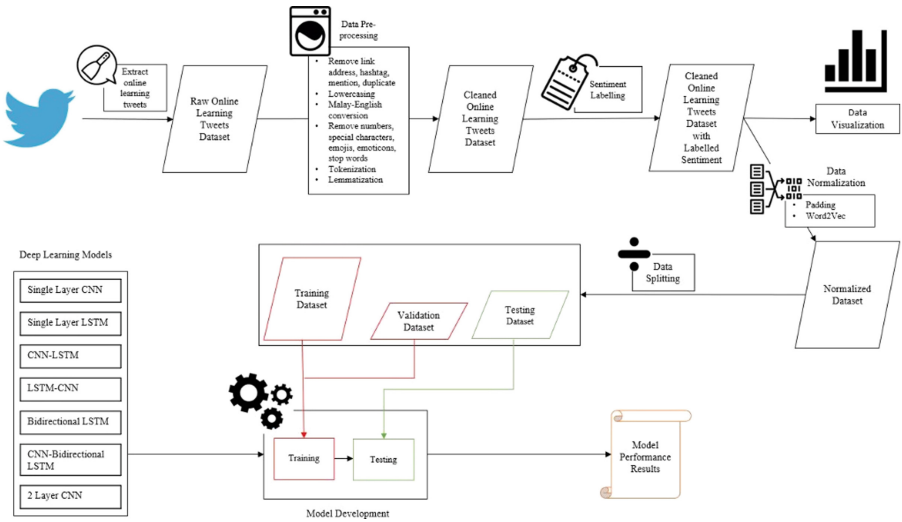 Extract
online
learning
tweets
Raw Online
Learning
Tweets
Dataset
Data Pre-
processing
• Remove link
address, hashtag,
mention, duplicate
• Lowercasing
• Malay-English
conversion
• Remove numbers,
special characters,
emojis, emoticons,
stop words
• Tokenization
• Lemmatization
Cleaned
Online
Learning
Tweets
Dataset
Sentiment
Labelling
Cleaned
Online
Learning
Tweets
Dataset
with
Labelled
Sentiment
Data
Visualization
Data
Normalization
• Padding
• Word2Vec
Normalized
Dataset
Data
Splitting
Training
Dataset
Validation
Dataset
Testing
Dataset
Deep Learning Models
Single Layer CNN
Single Layer LSTM
CNN-LSTM
LSTM-CNN
Bidirectional LSTM
CNN-Bidirectional
LSTM
2 Layer CNN
Training
Testing
Model Development
Model
Performance
Results